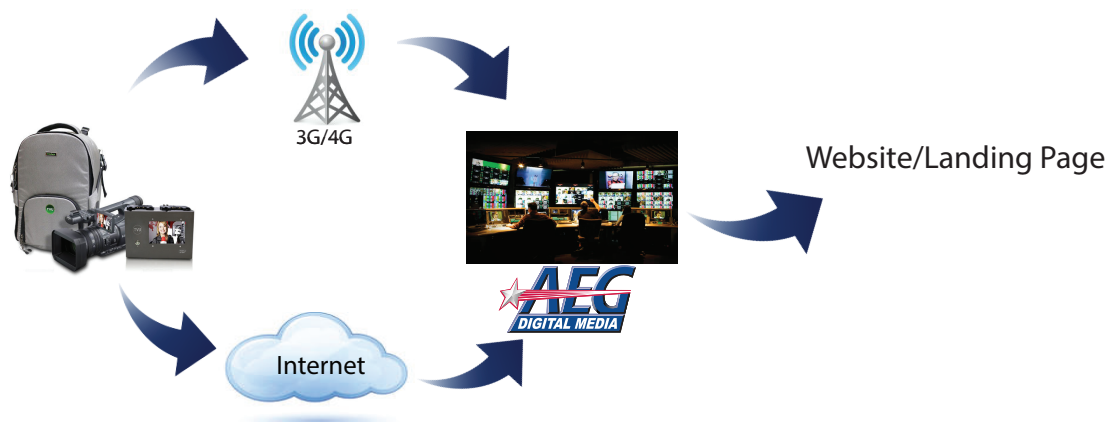 3G/4G
Website/Landing Page
AEG
DIGITAL MEDIA
Internet